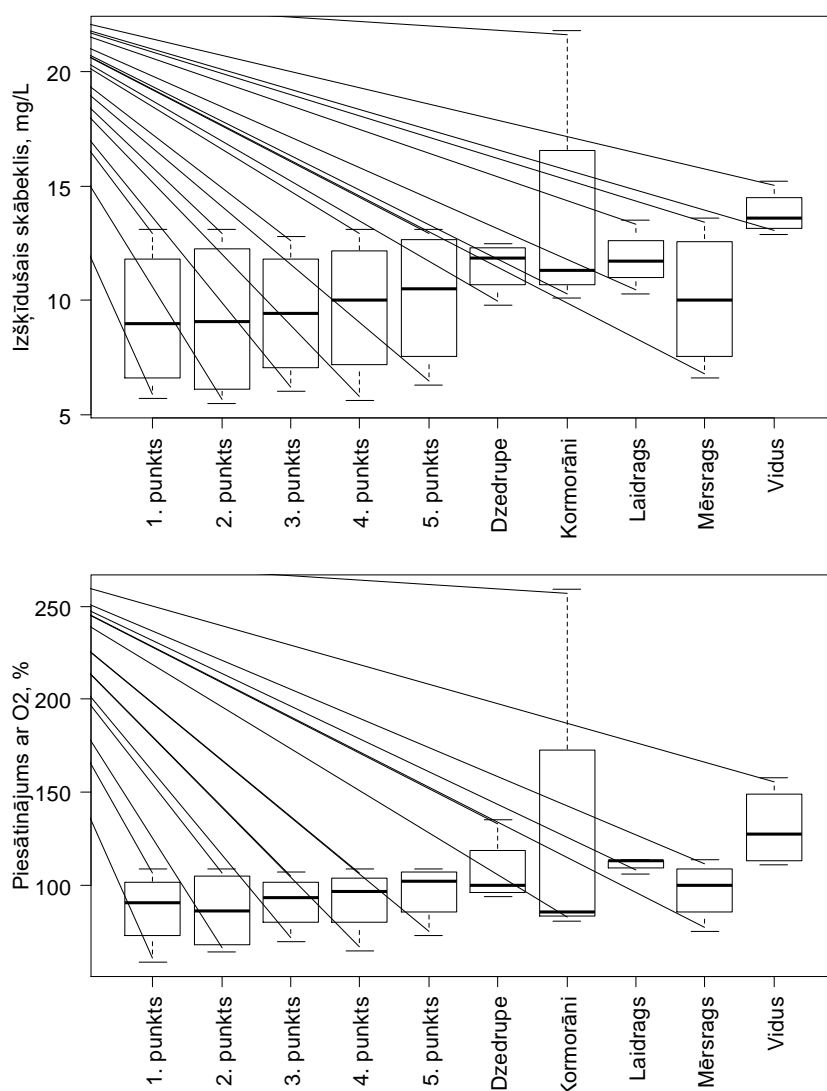 Izšķīdušais skābeklis, mg/L
20
15
10
5
1. punkts
2. punkts
3. punkts
4. punkts
5. punkts
Dzedrupe
Kormorāni
Laidrags
Mērsrags
Vidus
Piesātinājums ar O2, %
250
200
150
100
1. punkts
2. punkts
3. punkts
4. punkts
5. punkts
Dzedrupe
Kormorāni
Laidrags
Mērsrags
Vidus